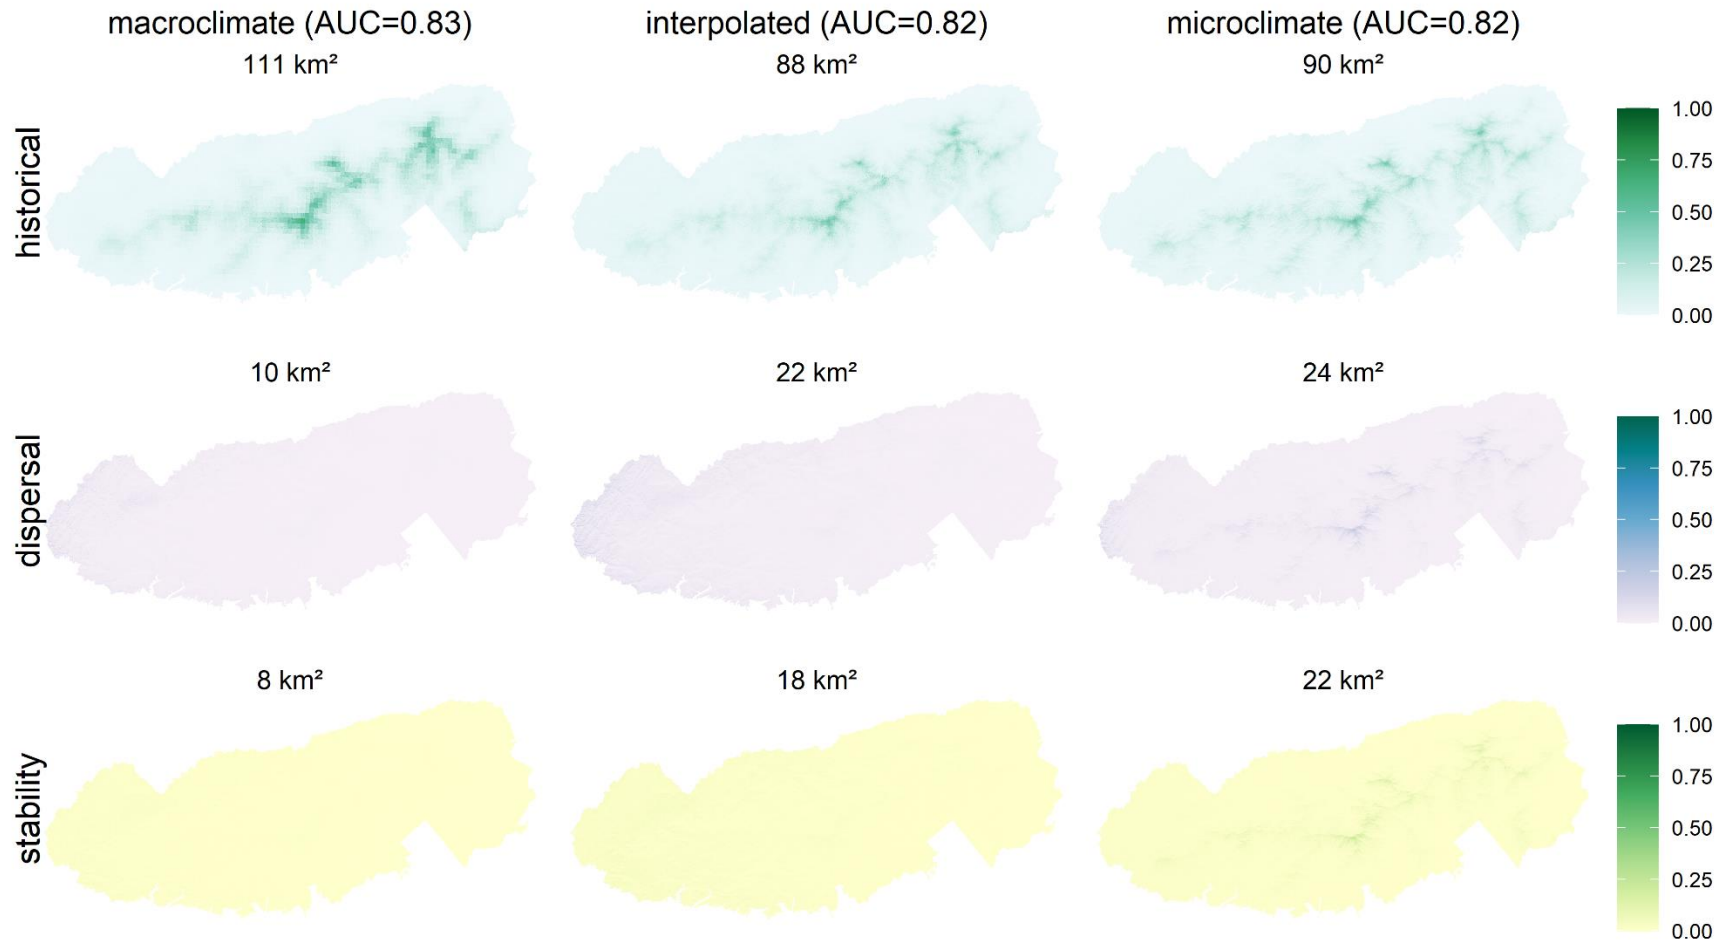 macroclimate (AUC=0.83) interpolated (AUC=0.82) microclimate (AUC=0.82)
111 km² 88 km² 90 km²
historical
1.00
0.75
0.50
0.25
0.00
10 km² 22 km² 24 km²
dispersal
1.00
0.75
0.50
0.25
0.00
8 km² 18 km² 22 km²
stability
1.00
0.75
0.50
0.25
0.00